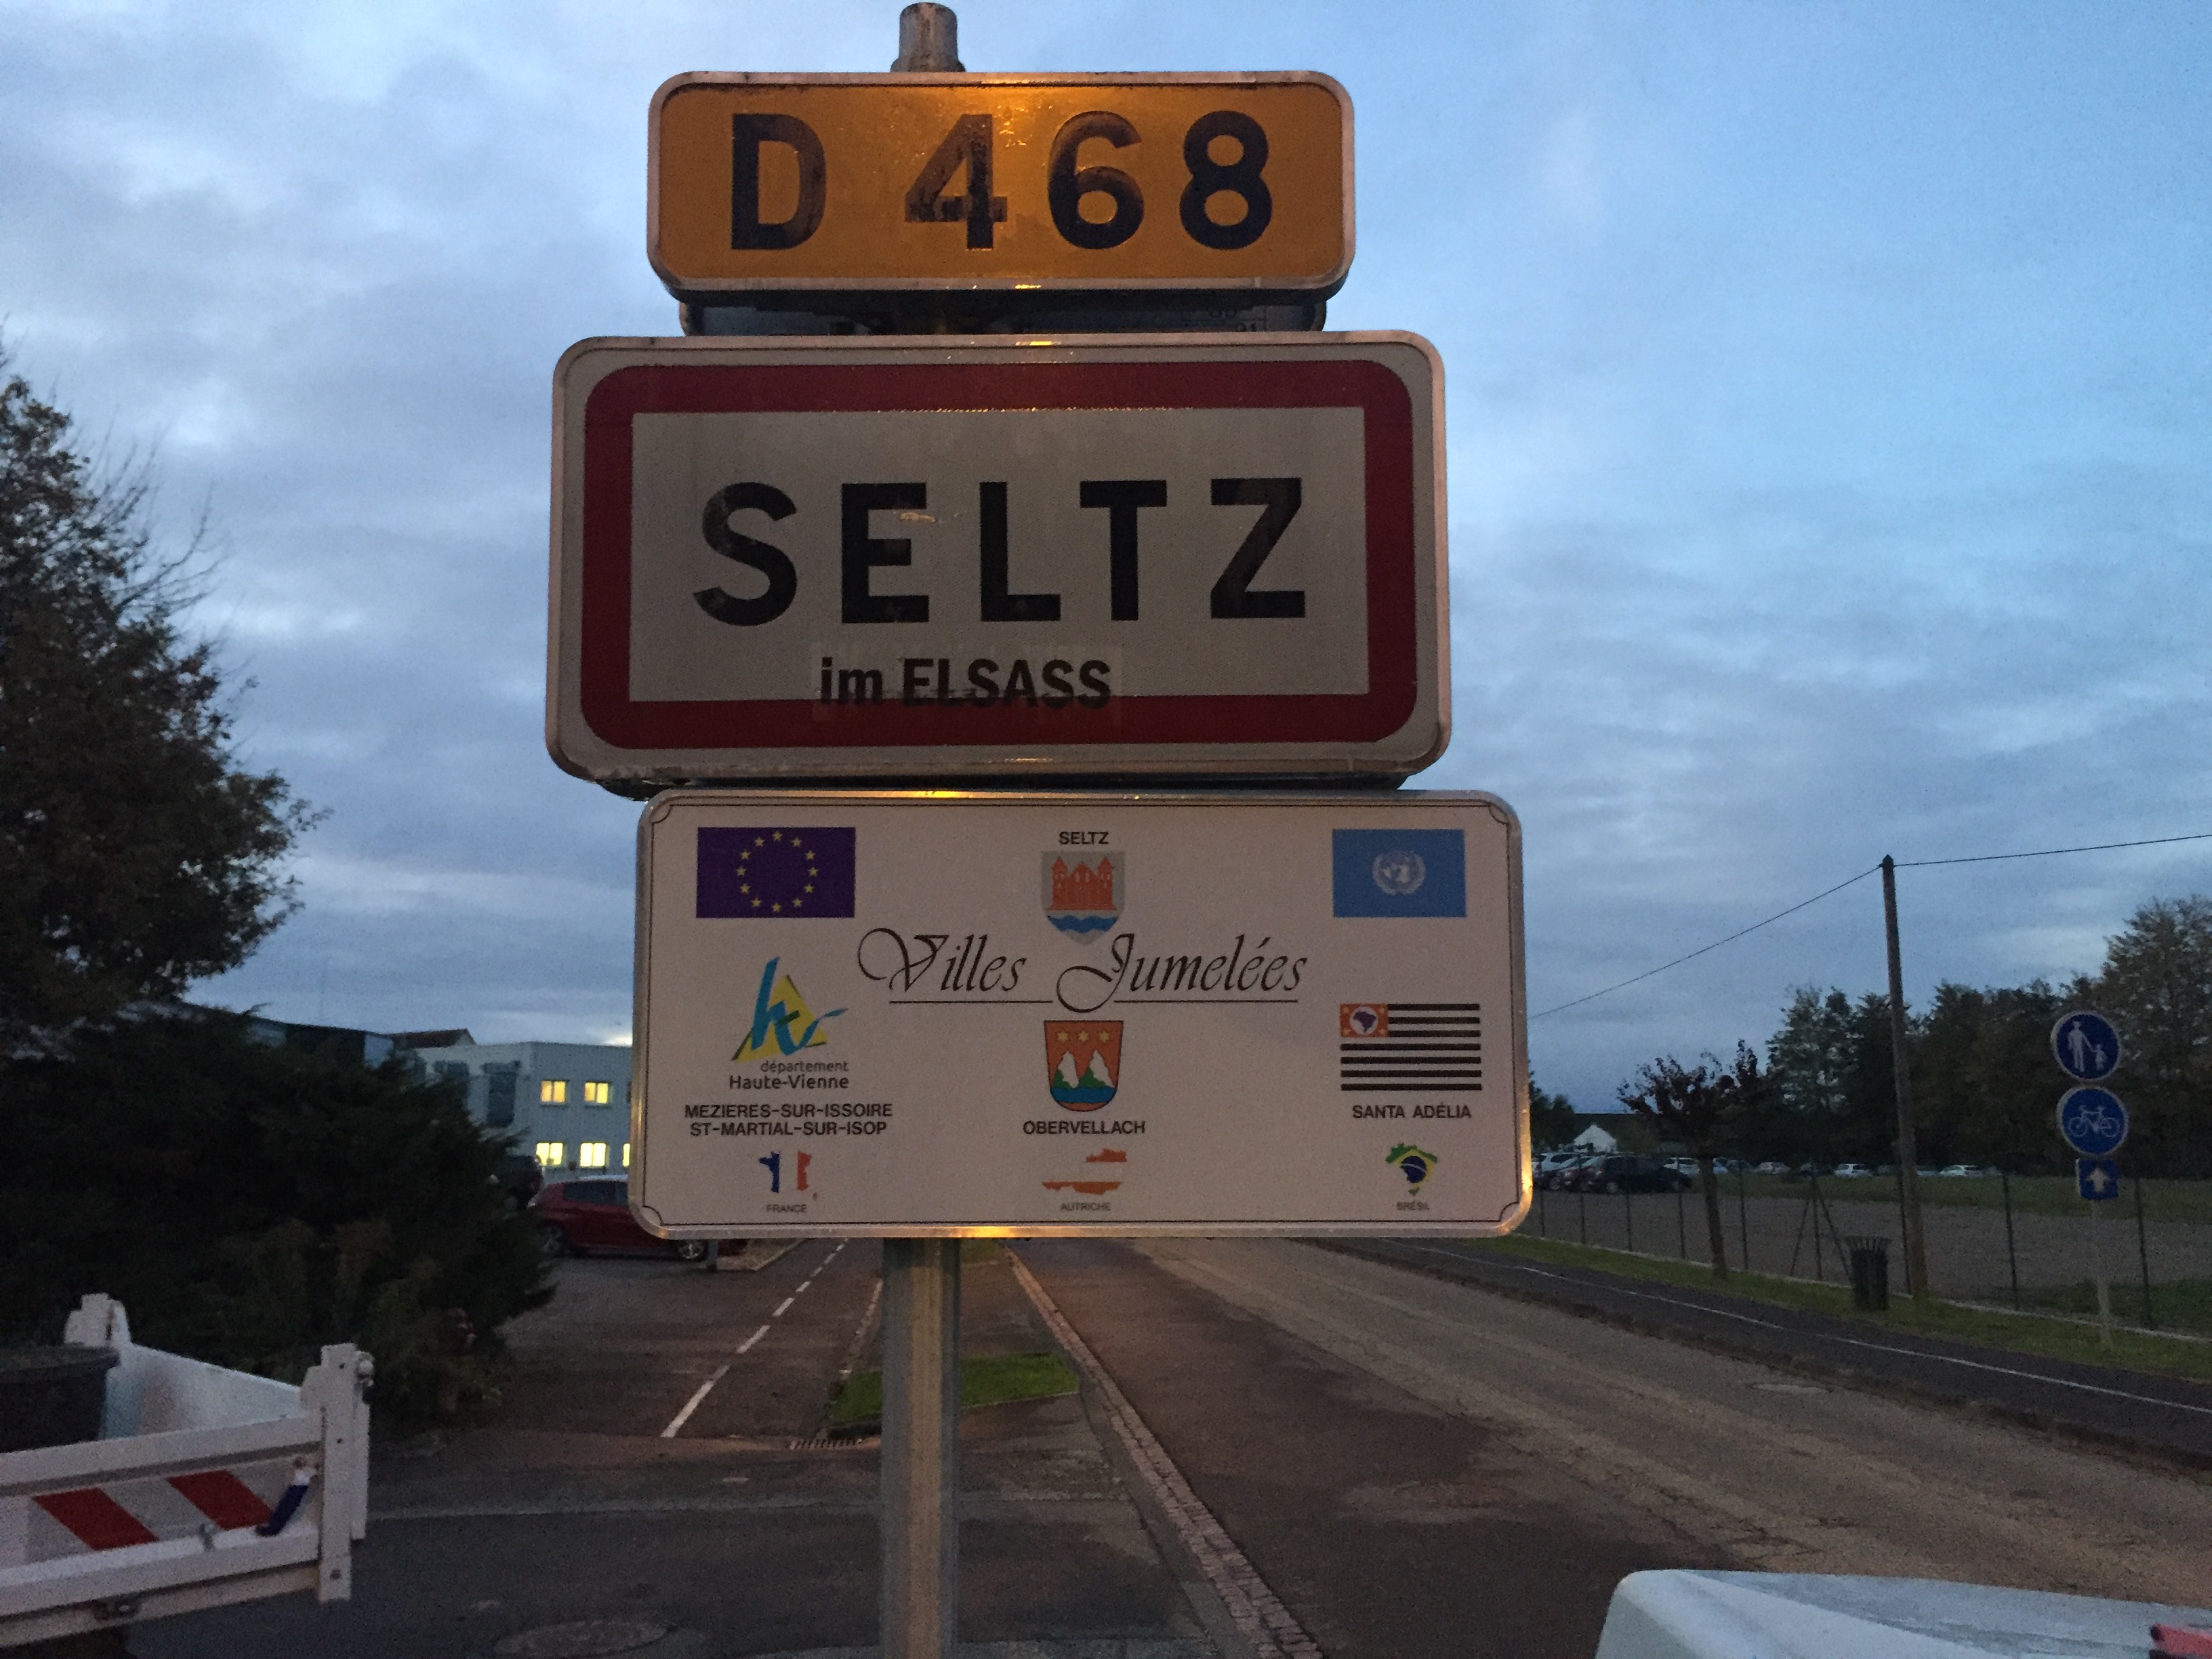 D 468
SELTZ
im ELSASS
SELTZ
Villes Jumelées
département
Haute-Vienne
MEZIERES-SUR-ISSOIRE
ST-MARTIAL-SUR-ISOP
FRANCE
OBERVELLACH
AUTRICHE
SANTA ADÉLIA
BRÉSIL